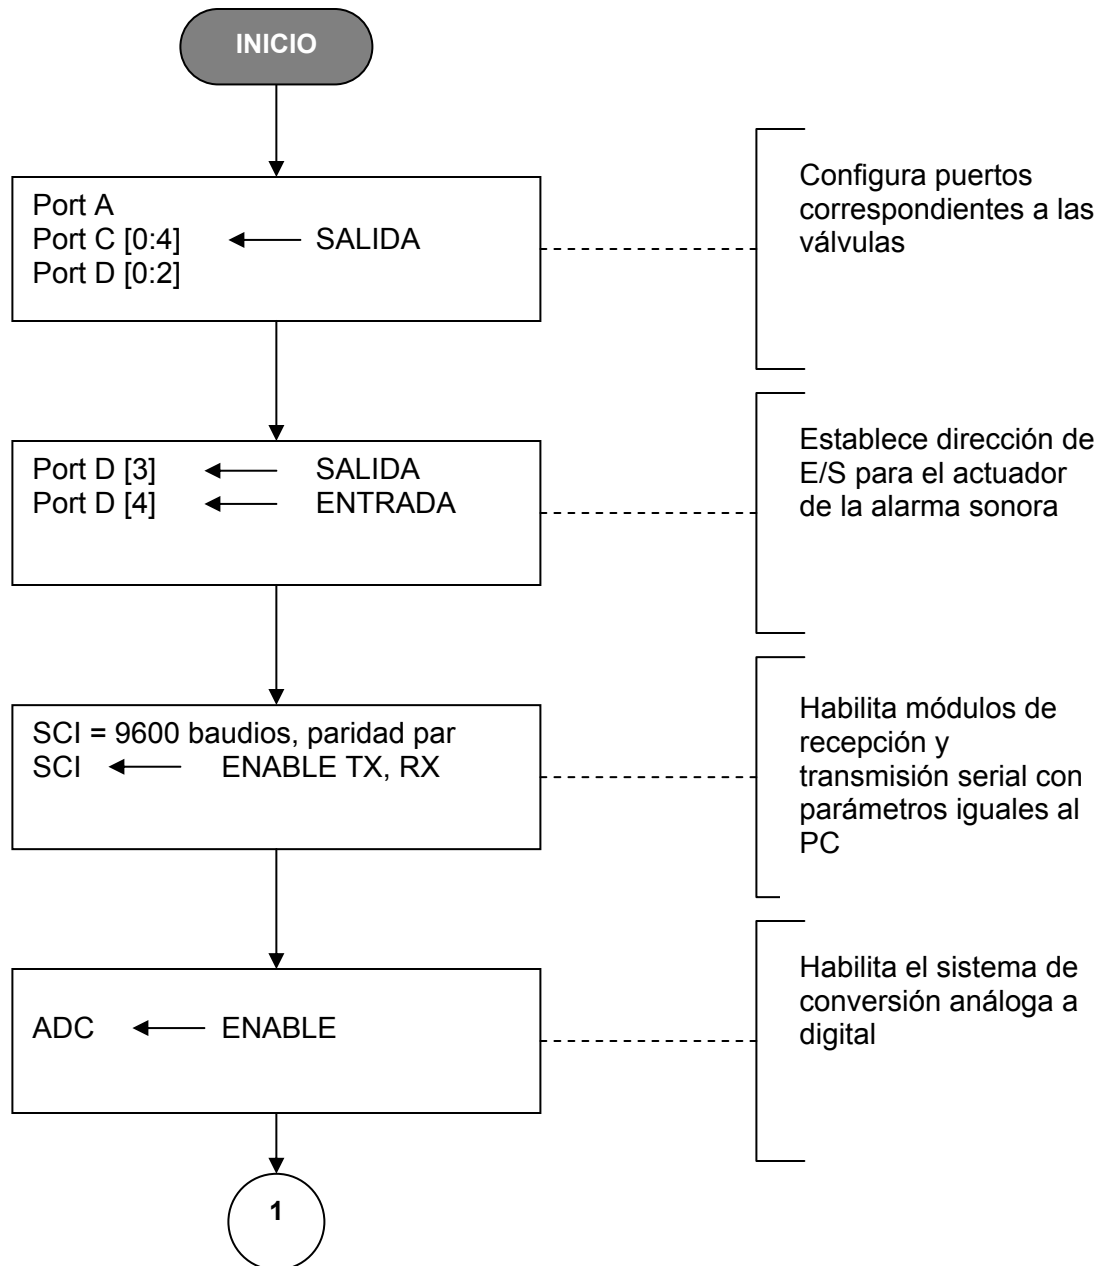 INICIO
Port A
Port C [0:4] SALIDA
Port D [0:2]
Configura puertos
correspondientes a las
válvulas
Port D [3] SALIDA
Port D [4] ENTRADA
Establece dirección de
E/S para el actuador
de la alarma sonora
SCI = 9600 baudios, paridad par
SCI ENABLE TX, RX
Habilita módulos de
recepción y
transmisión serial con
parámetros iguales al
PC
ADC ENABLE
Habilita el sistema de
conversión análoga a
digital
1